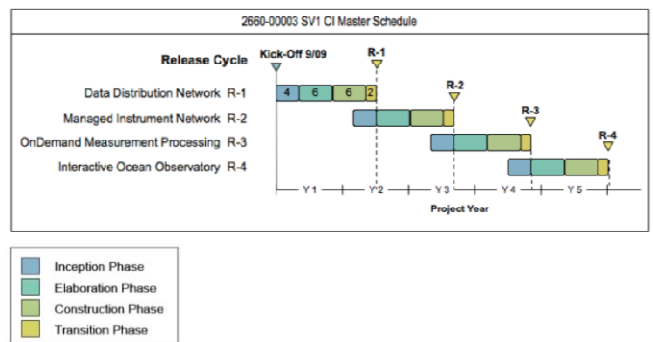 2660-00003 SV1 CI Master Schedule
Release Cycle
Kick-Off 9/09
R-1
Data Distribution Network R-1
4 6 6 2
R-2
Managed Instrument Network R-2
R-3
OnDemand Measurement Processing R-3
R-4
Interactive Ocean Observatory R-4
Y 1 Y 2 Y 3 Y 4 Y 5
Project Year
Inception Phase
Elaboration Phase
Construction Phase
Transition Phase